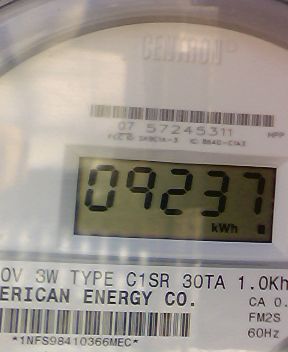 CENTRON
07 57245311
HPP
09237
kWh
0V 3W TYPE C1SR 30TA 1.0Kh
ERICAN ENERGY CO.
CA 0.
FM2S
60Hz
*1NFS98410366MEC*